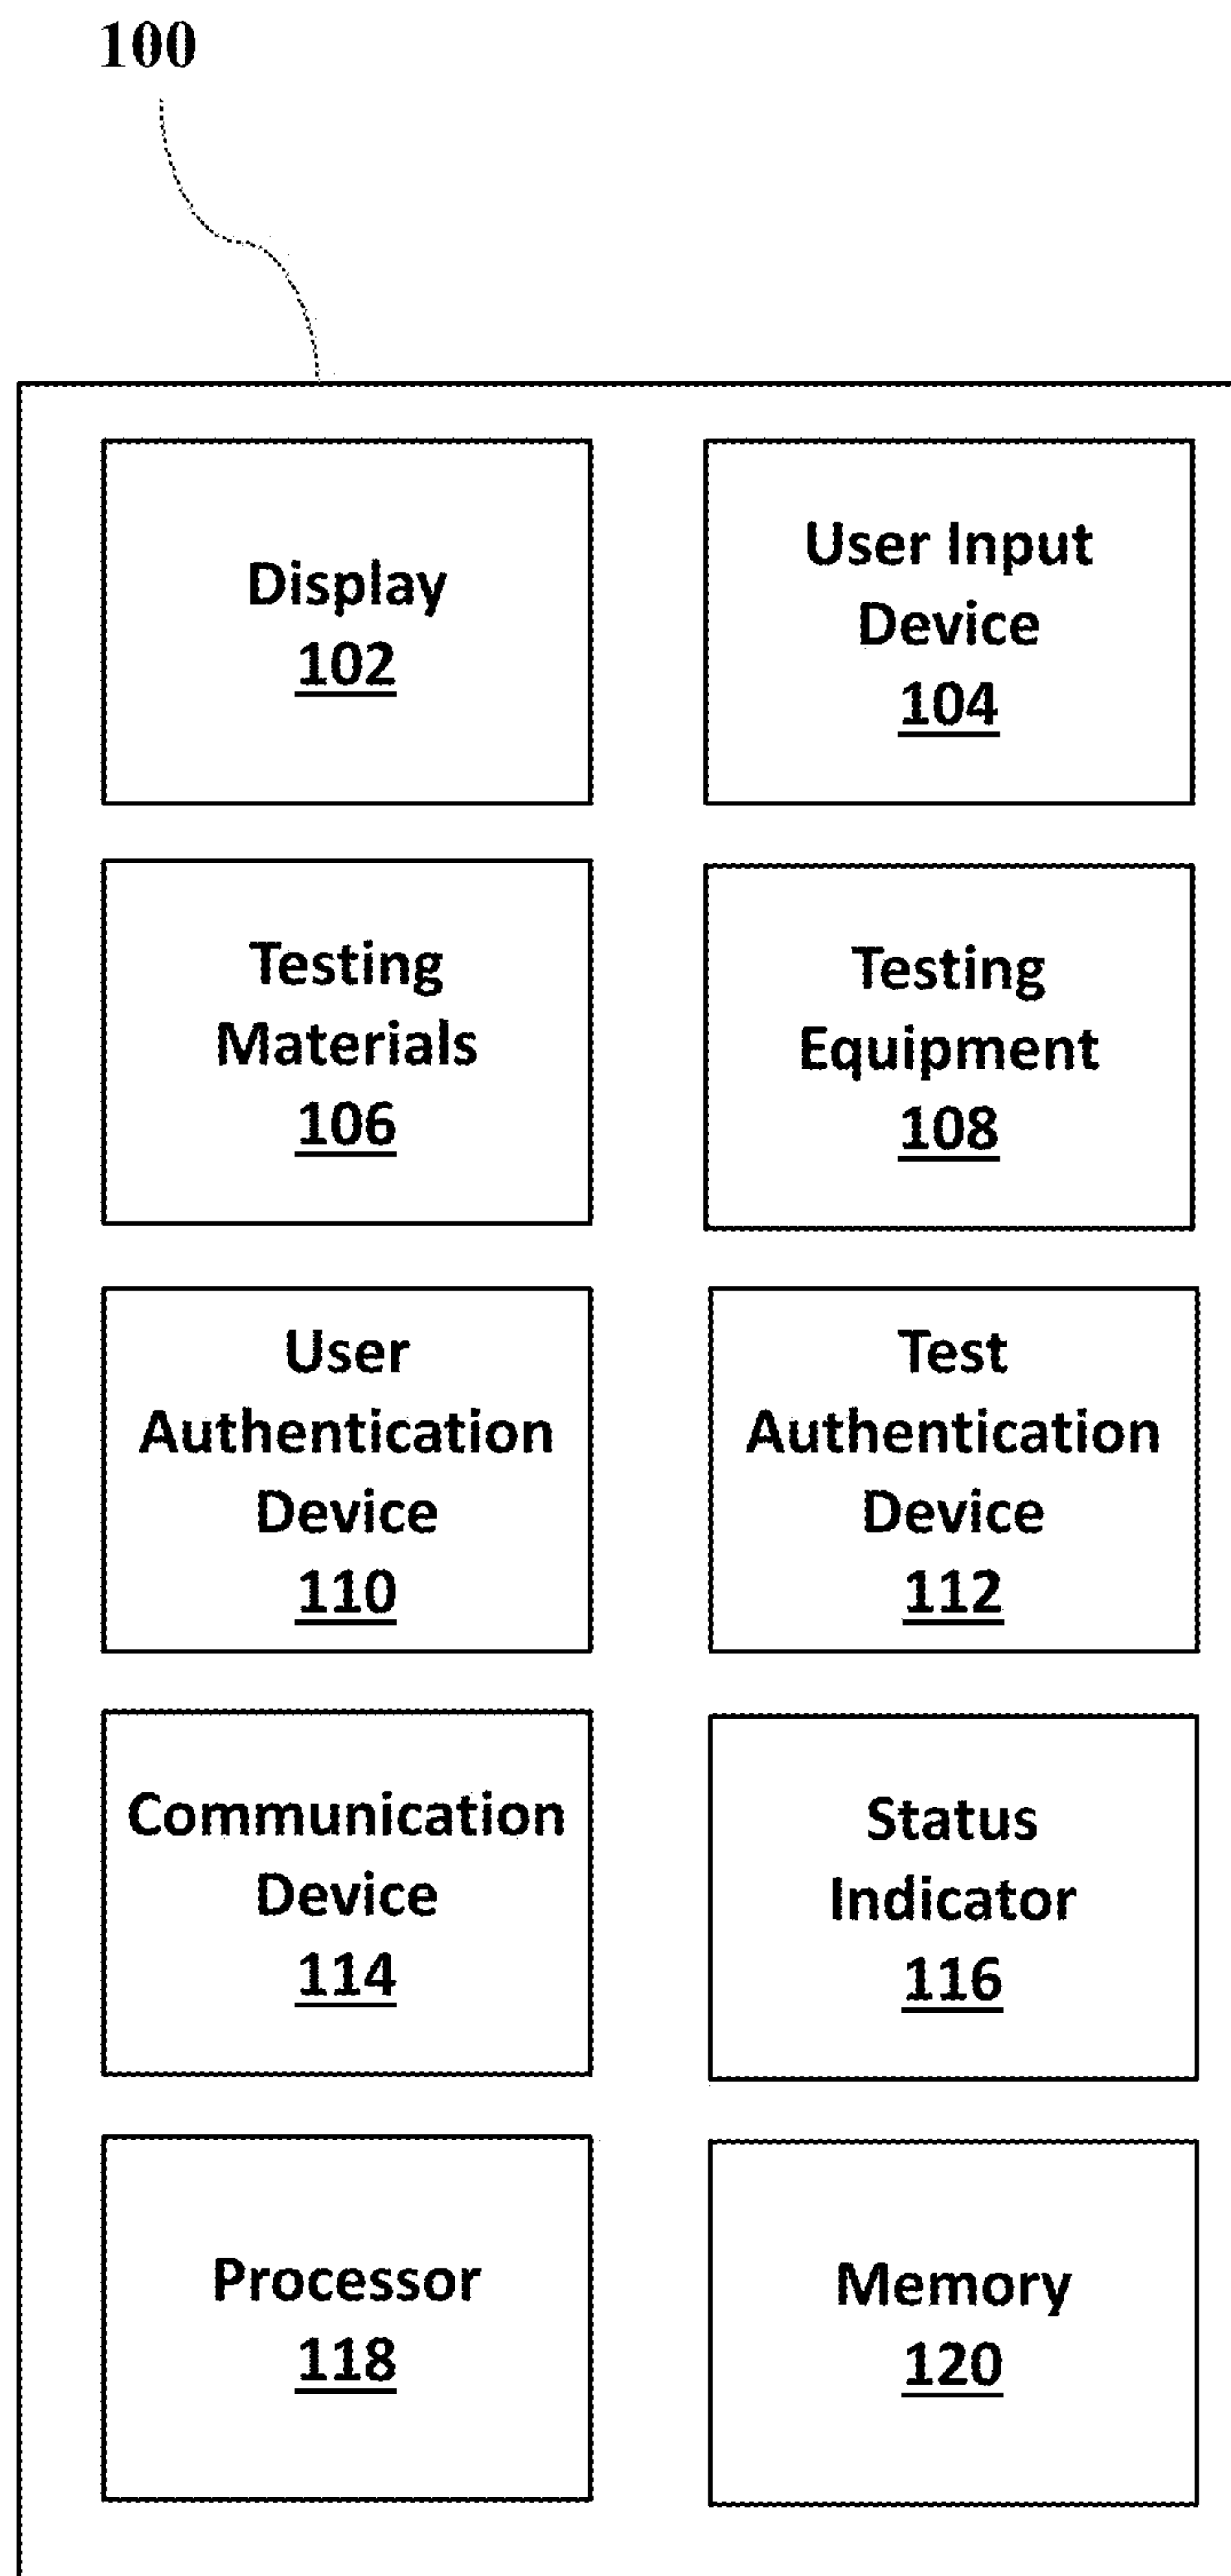 100
Display
102
User Input
Device
104
Testing
Materials
106
Testing
Equipment
108
User
Authentication
Device
110
Test
Authentication
Device
112
Communication
Device
114
Status
Indicator
116
Processor
118
Memory
120